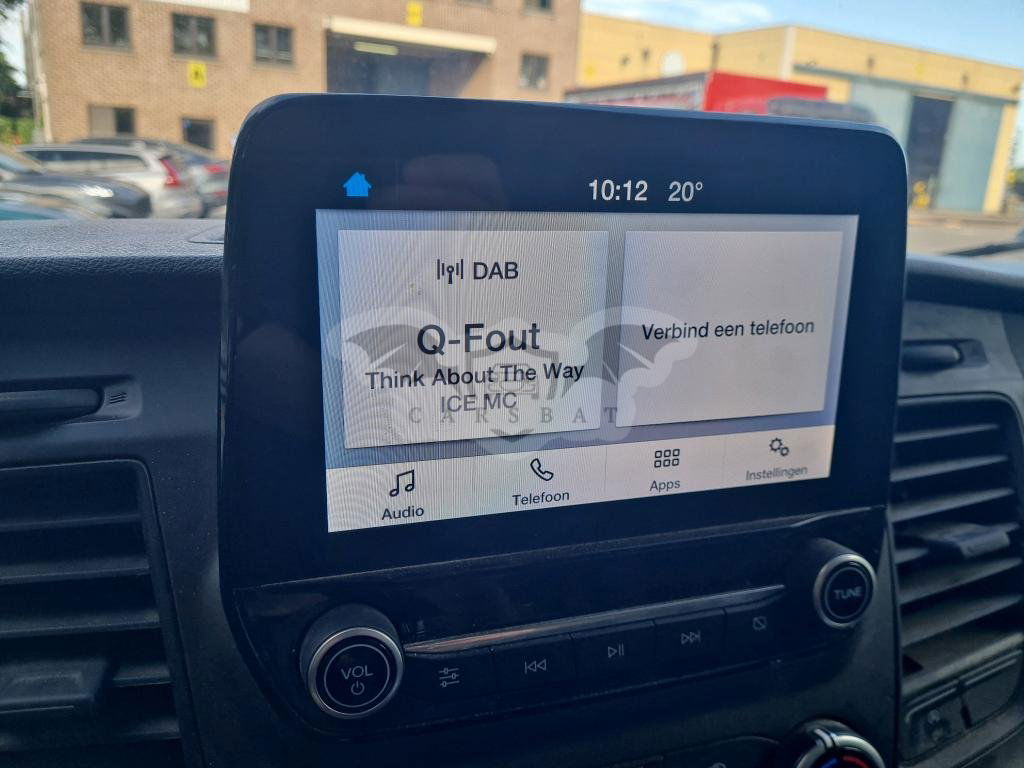 10:12 20°
DAB
Q-Fout
Think About The Way
ICE MC
Verbind een telefoon
CARSBAT
Audio
Telefoon
Apps
Instellingen
VOL
TUNE